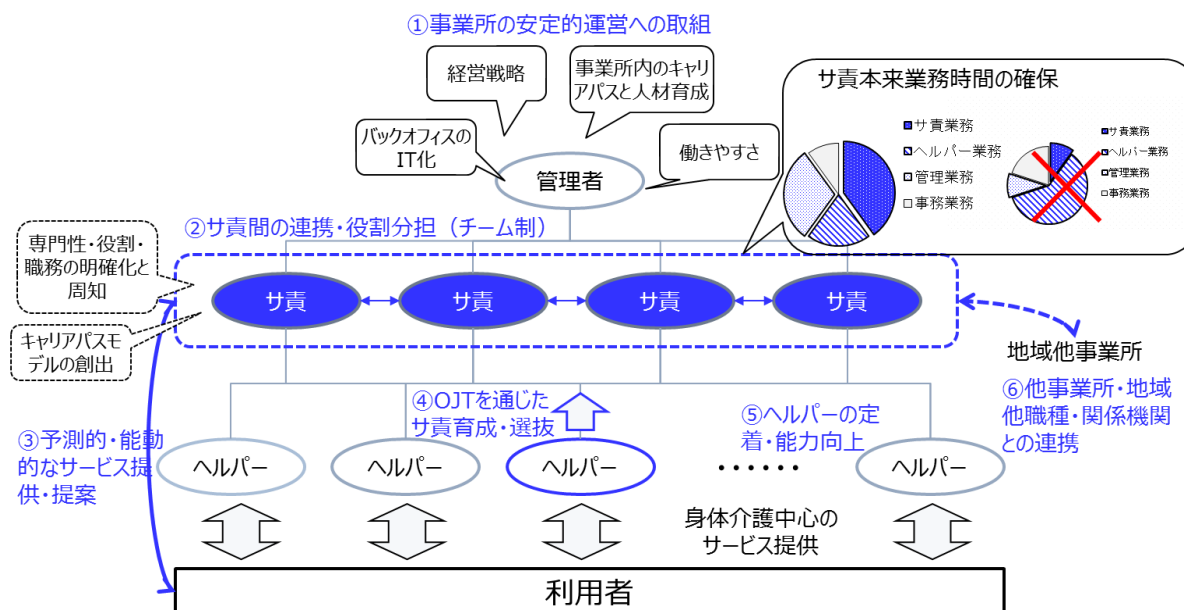 ①事業所の安定的運営への取組
経営戦略
事業所内のキャリ
アパスと人材育成
バックオフィスの
IT化
働きやすさ
管理者
サ責本来業務時間の確保
サ責業務
ヘルパー業務
管理業務
事務業務
サ責業務
ヘルパー業務
管理業務
事務業務
②サ責間の連携・役割分担（チーム制）
専門性・役割・
職務の明確化と
周知
キャリアパスモ
デルの創出
サ責
サ責
サ責
サ責
地域他事業所
⑥他事業所・地域
他職種・関係機関
との連携
③予測的・能動
的なサービス提
供・提案
④OJTを通じた
サ責育成・選抜
⑤ヘルパーの定
着・能力向上
ヘルパー
ヘルパー
ヘルパー
・・・・・・
ヘルパー
身体介護中心の
サービス提供
利用者